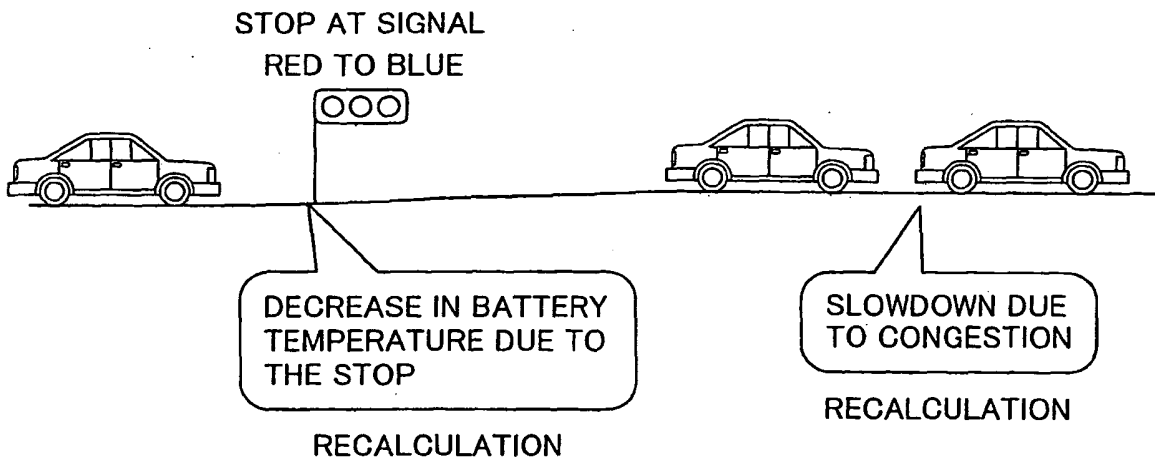 STOP AT SIGNAL
RED TO BLUE
DECREASE IN BATTERY
TEMPERATURE DUE TO
THE STOP
RECALCULATION
SLOWDOWN DUE
TO CONGESTION
RECALCULATION